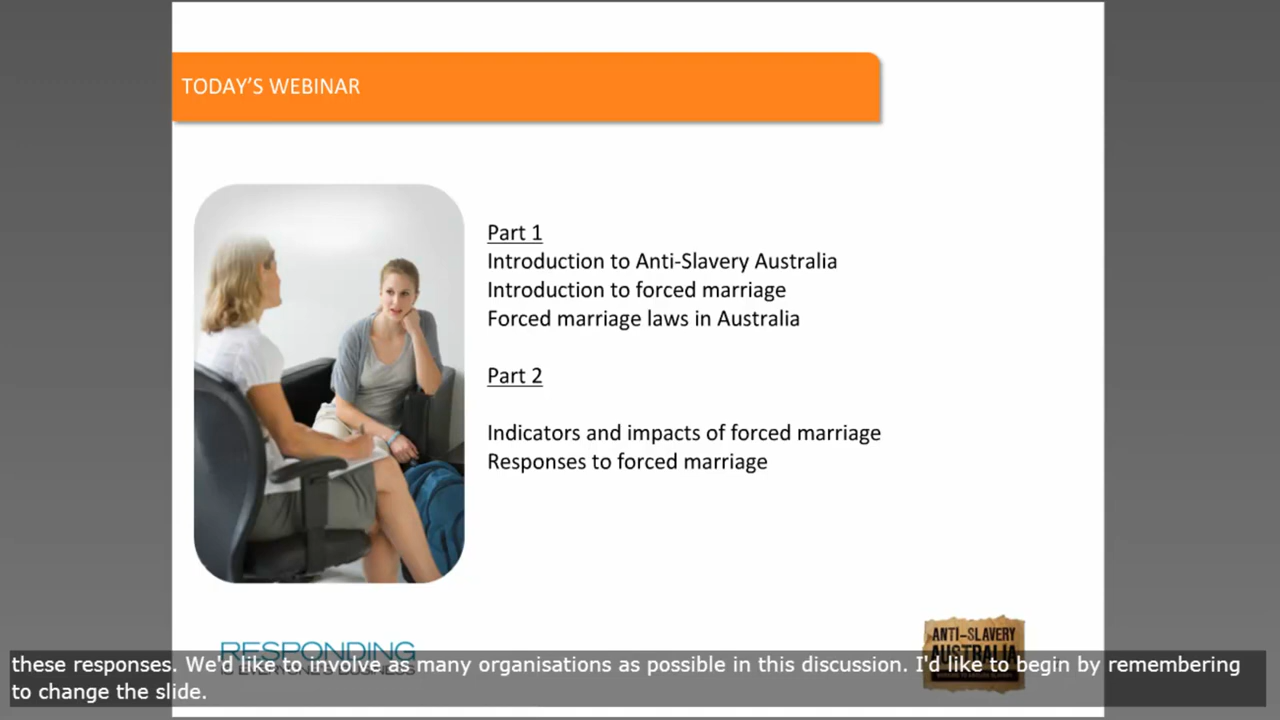 TODAY'S WEBINAR
Part 1
Introduction to Anti-Slavery Australia
Introduction to forced marriage
Forced marriage laws in Australia
Part 2
Indicators and impacts of forced marriage
Responses to forced marriage
RESPONDING
IS EVERYONE'S BUSINESS
ANTI-SLAVERY
AUSTRALIA
these responses. We'd like to involve as many organisations as possible in this discussion. I'd like to begin by remembering
to change the slide.